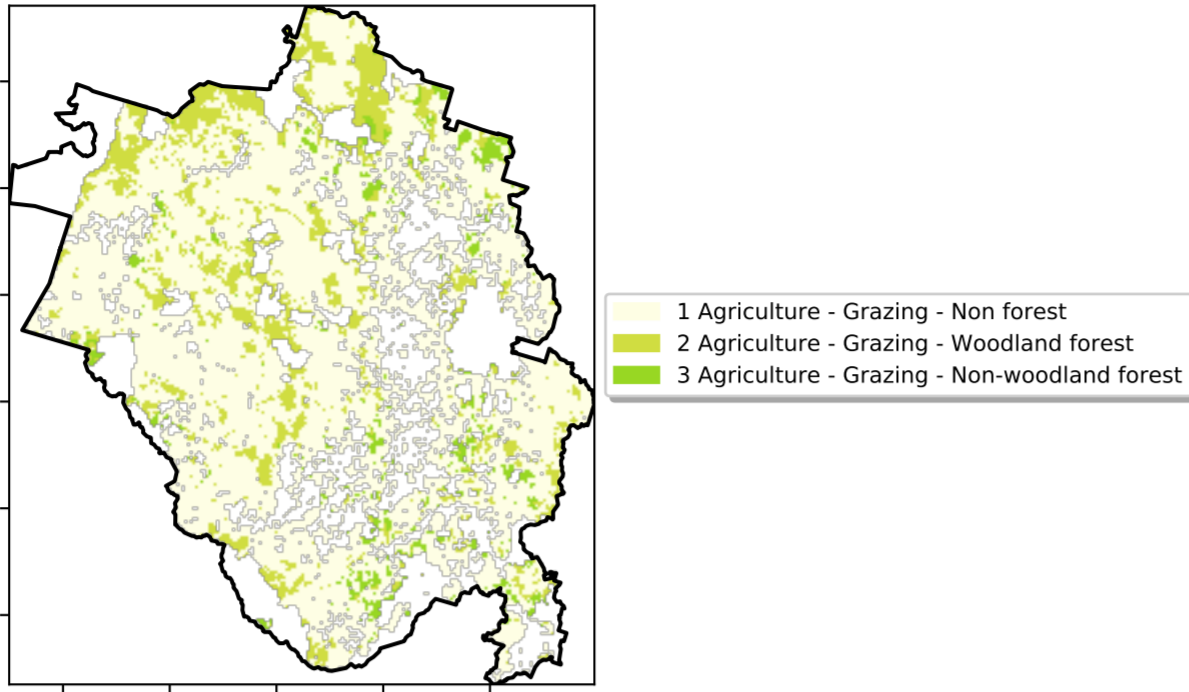 1 Agriculture - Grazing - Non forest
2 Agriculture - Grazing - Woodland forest
3 Agriculture - Grazing - Non-woodland forest